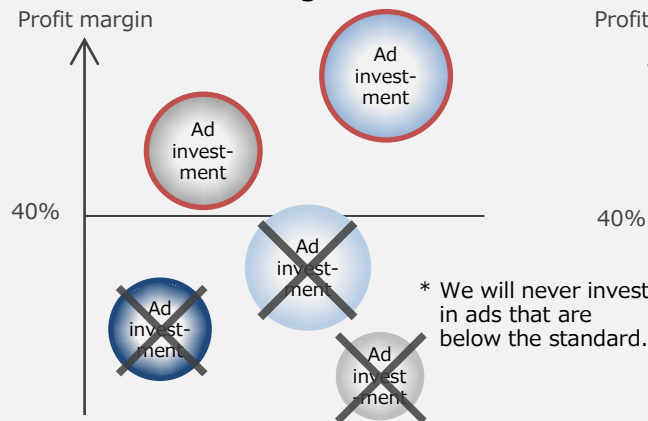 Profit margin
Profit
Ad
invest-
ment
Ad
invest-
ment
40%
40%
Ad
invest-
ment
* We will never invest
in ads that are
below the standard.
Ad
invest-
ment
Ad
invest
-ment